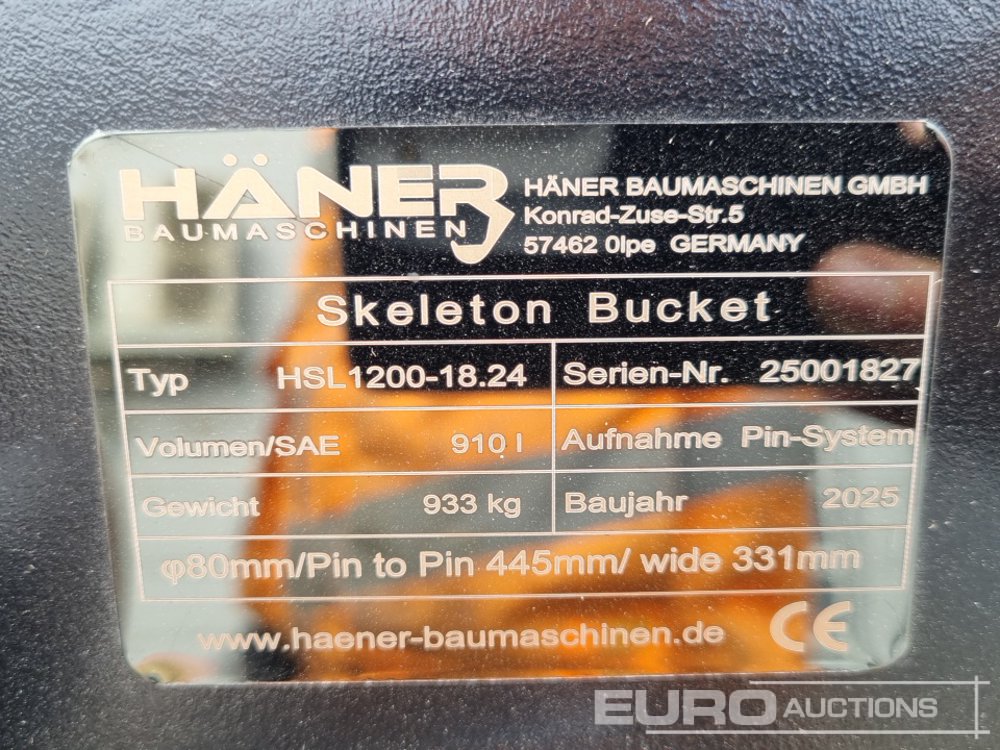 HÄNER
BAUMASCHINEN
HÄNER BAUMASCHINEN GMBH
Konrad-Zuse-Str.5
57462 Olpe GERMANY
Skeleton Bucket
Typ HSL1200-18.24 Serien-Nr. 25001827
Volumen/SAE 910 l Aufnahme Pin-System
Gewicht 933 kg Baujahr 2025
φ80mm/Pin to Pin 445mm/ wide 331mm
www.haener-baumaschinen.de CE
EURO AUCTIONS